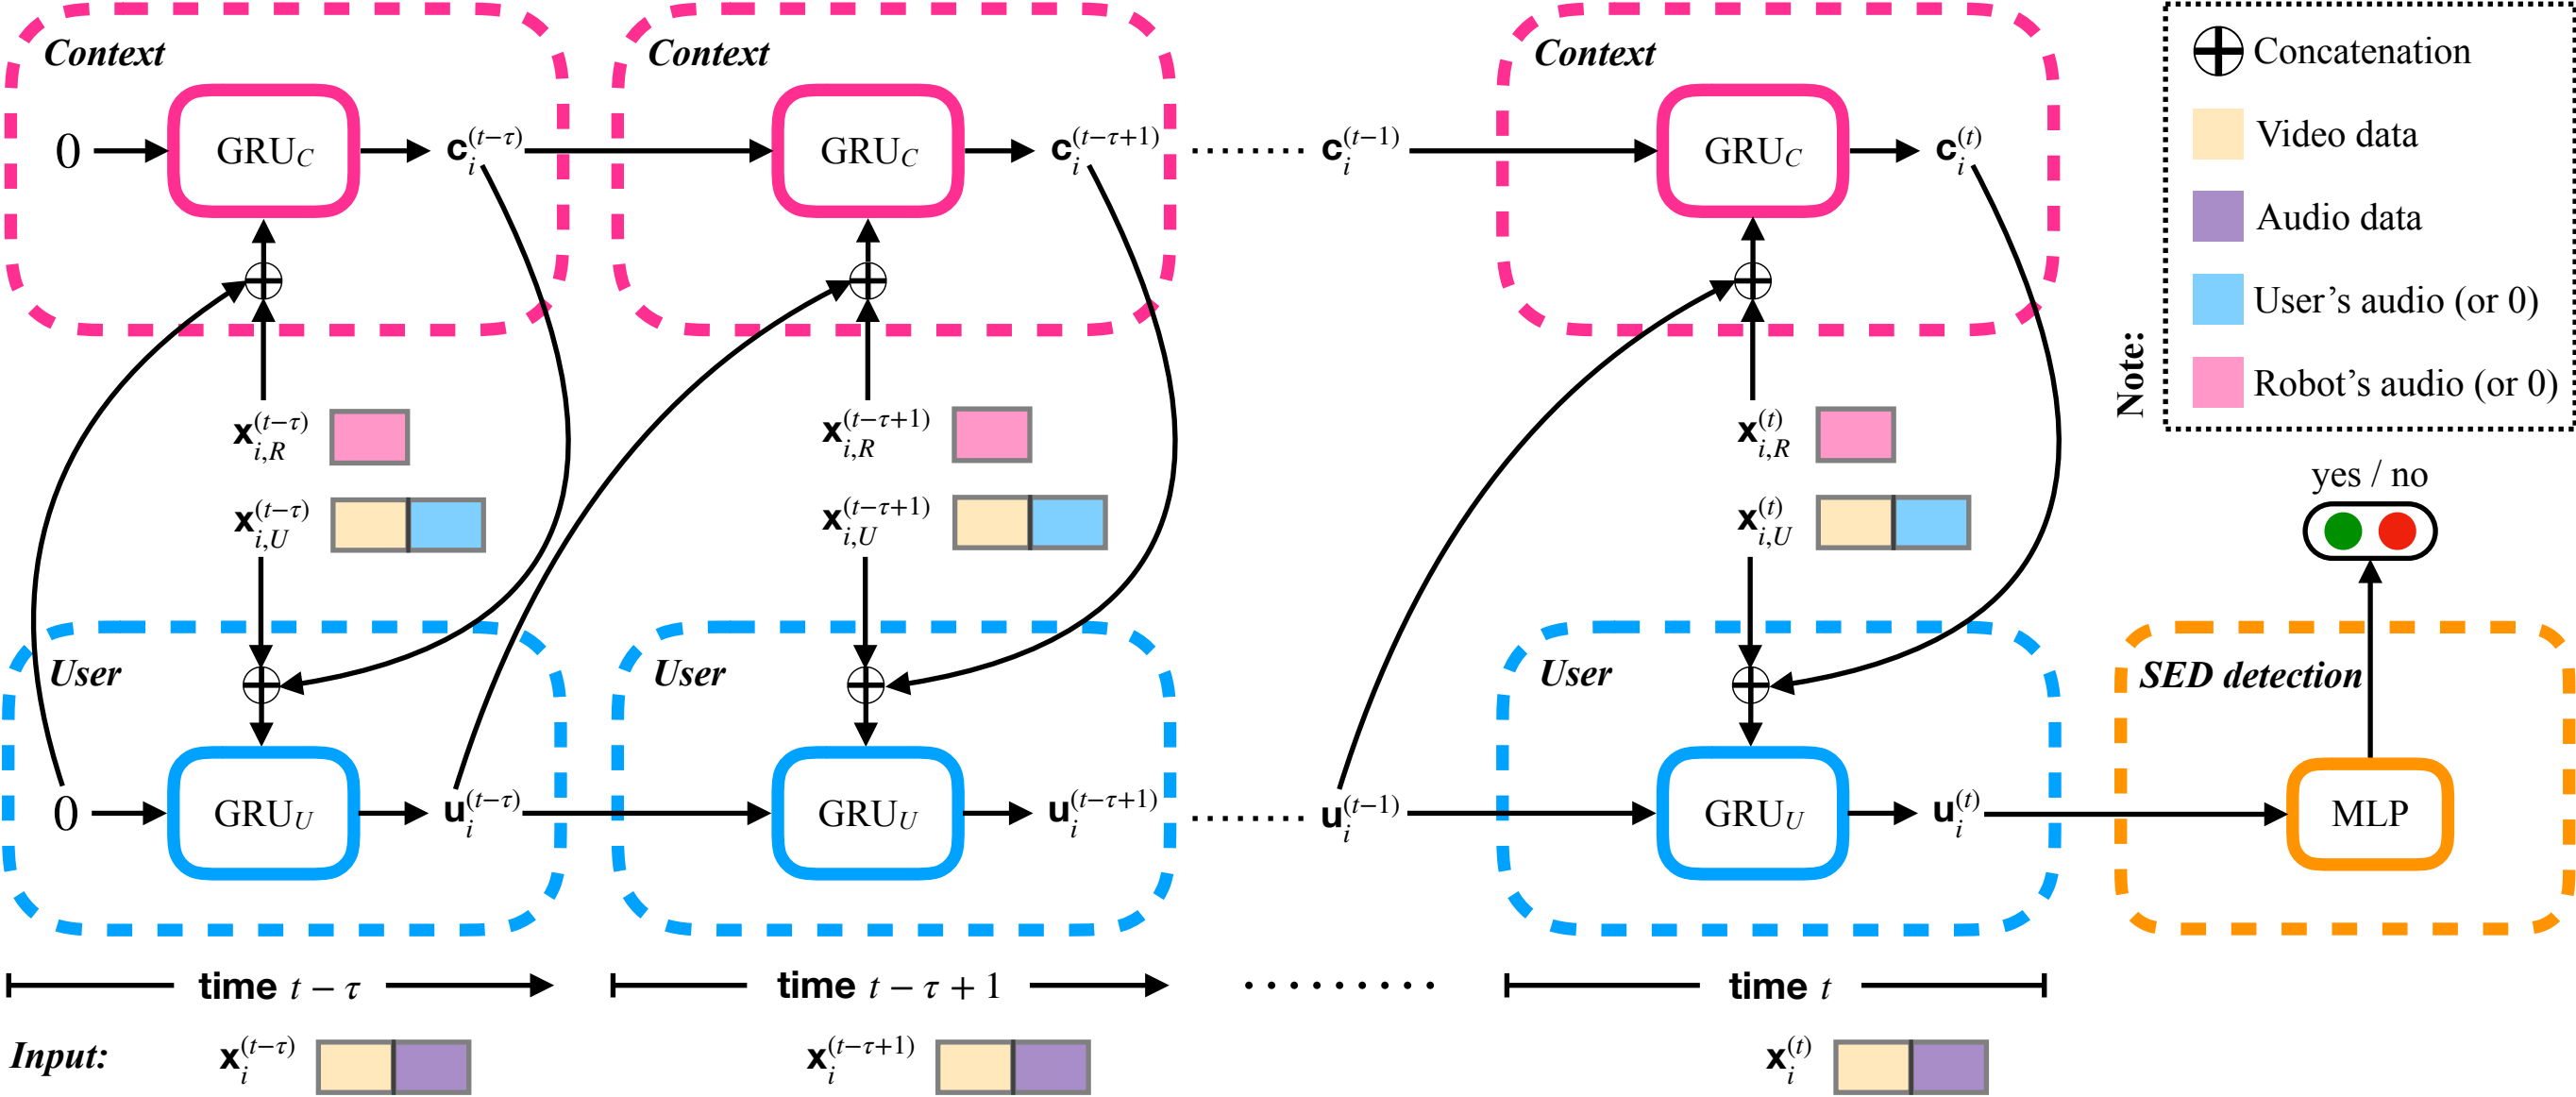 Context
0
GRU_C
c_i^{(t−τ)}
Context
GRU_C
c_i^{(t−τ+1)}
c_i^{(t−1)}
Context
GRU_C
c_i^{(t)}
x_{i,R}^{(t−τ)}
x_{i,R}^{(t−τ+1)}
x_{i,R}^{(t)}
x_{i,U}^{(t−τ)}
x_{i,U}^{(t−τ+1)}
x_{i,U}^{(t)}
User
0
GRU_U
u_i^{(t−τ)}
User
GRU_U
u_i^{(t−τ+1)}
u_i^{(t−1)}
User
GRU_U
u_i^{(t)}
Note:
Concatenation
Video data
Audio data
User’s audio (or 0)
Robot’s audio (or 0)
yes / no
SED detection
MLP
time t − τ
time t − τ + 1
time t
Input:
x_i^{(t−τ)}
x_i^{(t−τ+1)}
x_i^{(t)}